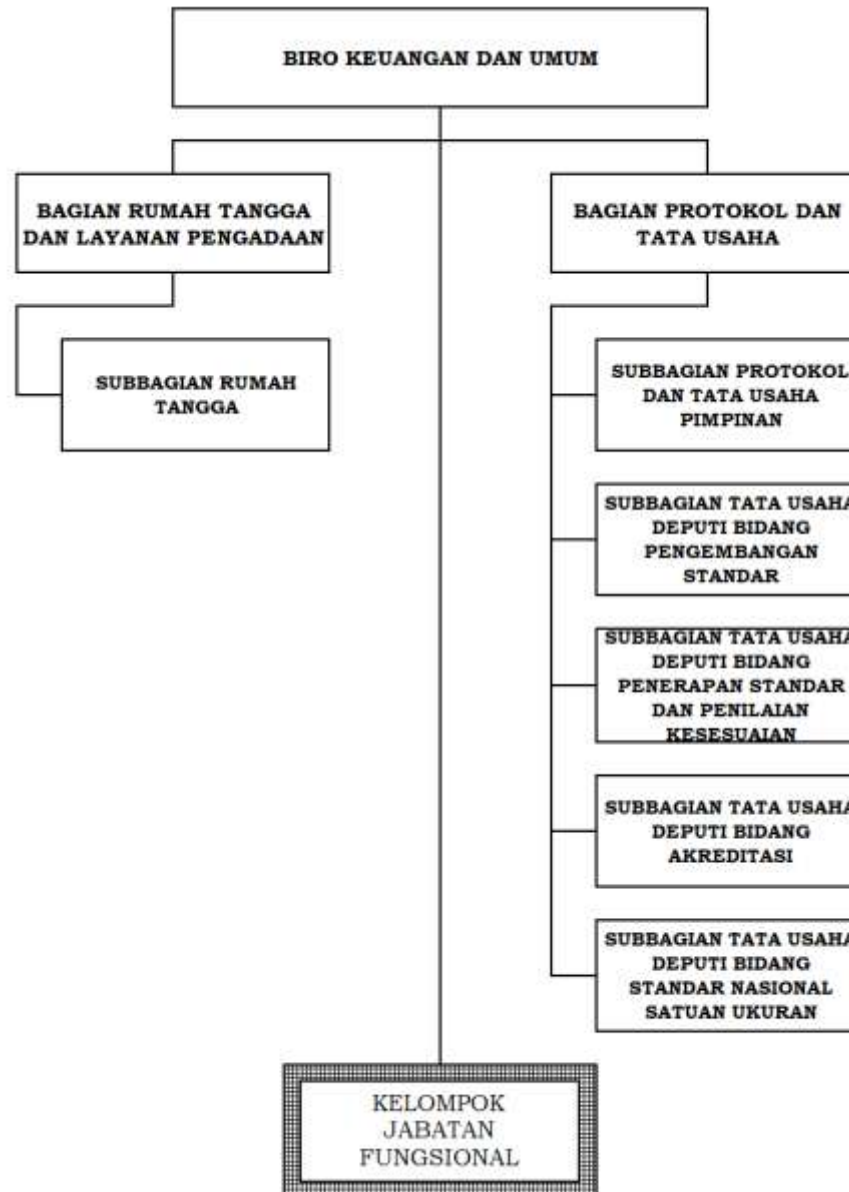 BIRO KEUANGAN DAN UMUM
BAGIAN RUMAH TANGGA
DAN LAYANAN PENGADAAN
SUBBAGIAN RUMAH
TANGGA
BAGIAN PROTOKOL DAN
TATA USAHA
SUBBAGIAN PROTOKOL
DAN TATA USAHA
PIMPINAN
SUBBAGIAN TATA USAHA
DEPUTI BIDANG
PENGEMBANGAN
STANDAR
SUBBAGIAN TATA USAHA
DEPUTI BIDANG
PENERAPAN STANDAR
DAN PENILAIAN
KESESUAIAN
SUBBAGIAN TATA USAHA
DEPUTI BIDANG
AKREDITASI
SUBBAGIAN TATA USAHA
DEPUTI BIDANG
STANDAR NASIONAL
SATUAN UKURAN
KELOMPOK
JABATAN
FUNGSIONAL